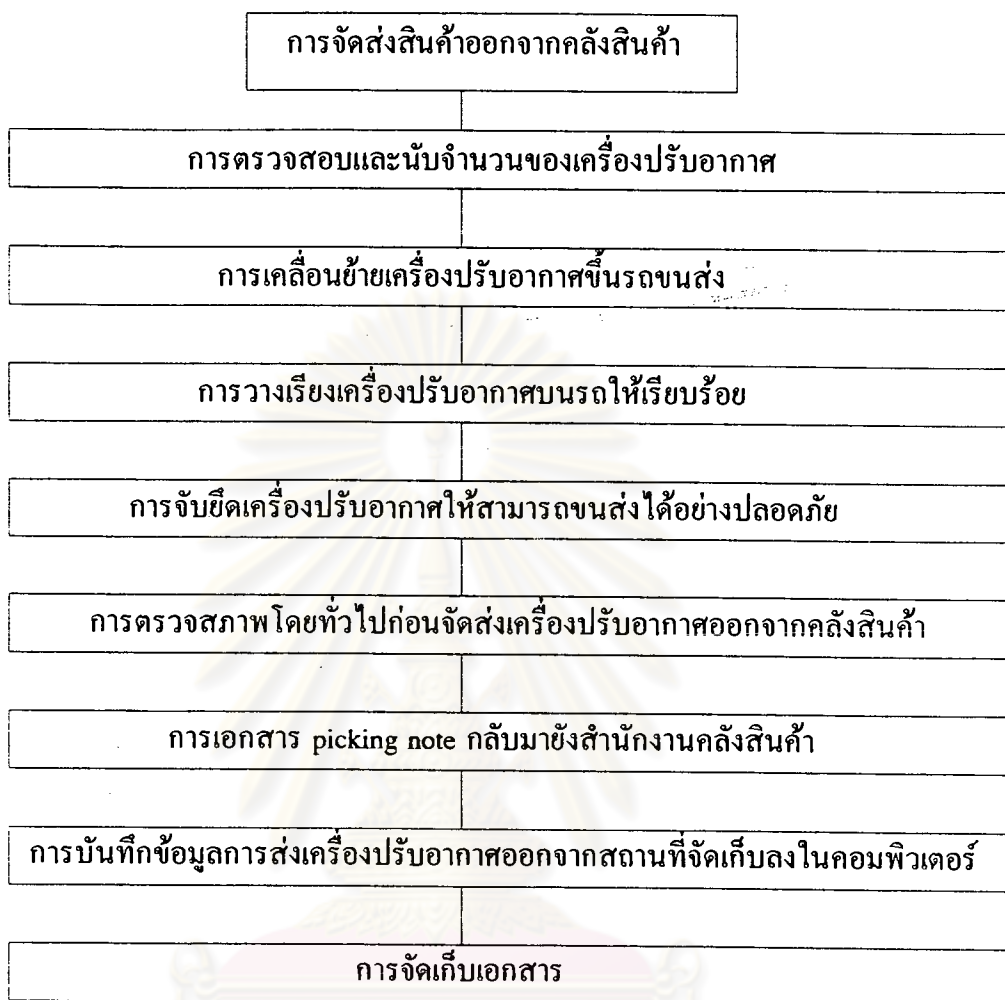 การจัดส่งสินค้าออกจากคลังสินค้า
การตรวจสอบและนับจำนวนของเครื่องปรับอากาศ
การเคลื่อนย้ายเครื่องปรับอากาศขึ้นรถขนส่ง
การวางเรียงเครื่องปรับอากาศบนรถให้เรียบร้อย
การจับยึดเครื่องปรับอากาศให้สามารถขนส่งได้อย่างปลอดภัย
การตรวจสภาพโดยทั่วไปก่อนจัดส่งเครื่องปรับอากาศออกจากคลังสินค้า
การเอกสาร picking note กลับมายังสำนักงานคลังสินค้า
การบันทึกข้อมูลการส่งเครื่องปรับอากาศออกจากสถานที่จัดเก็บลงในคอมพิวเตอร์
การจัดเก็บเอกสาร